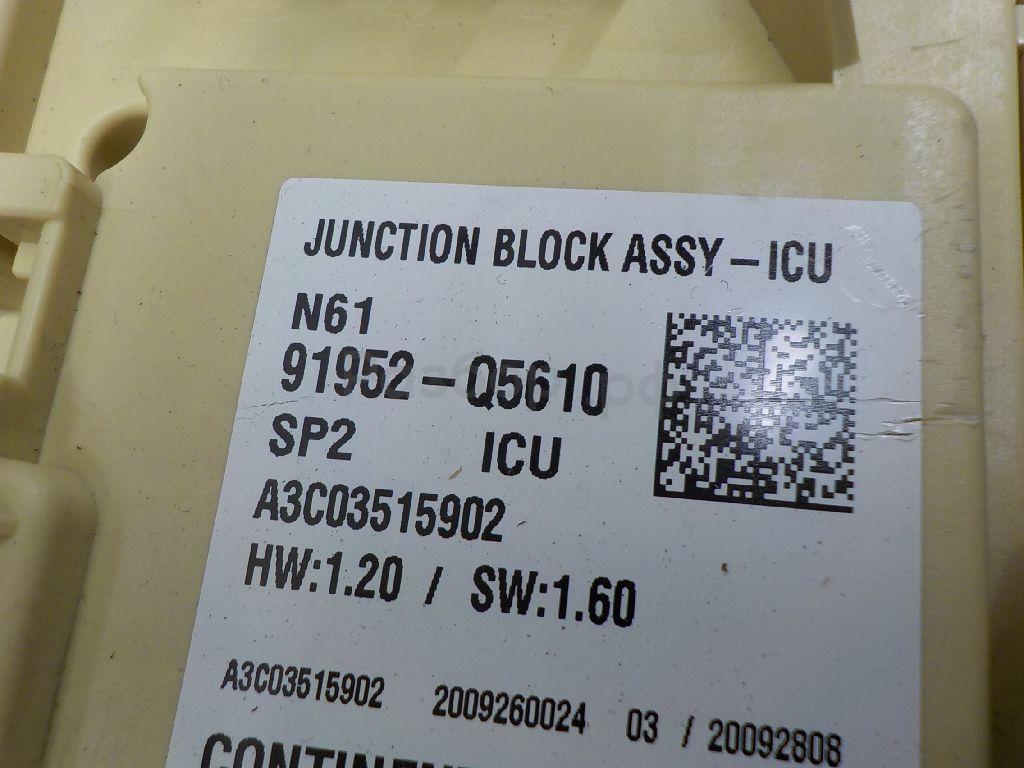 JUNCTION BLOCK ASSY – ICU
N61
91952 – Q5610
SP2 ICU
A3C03515902
HW:1.20 / SW:1.60
A3C03515902 2009260024 03 / 20092808